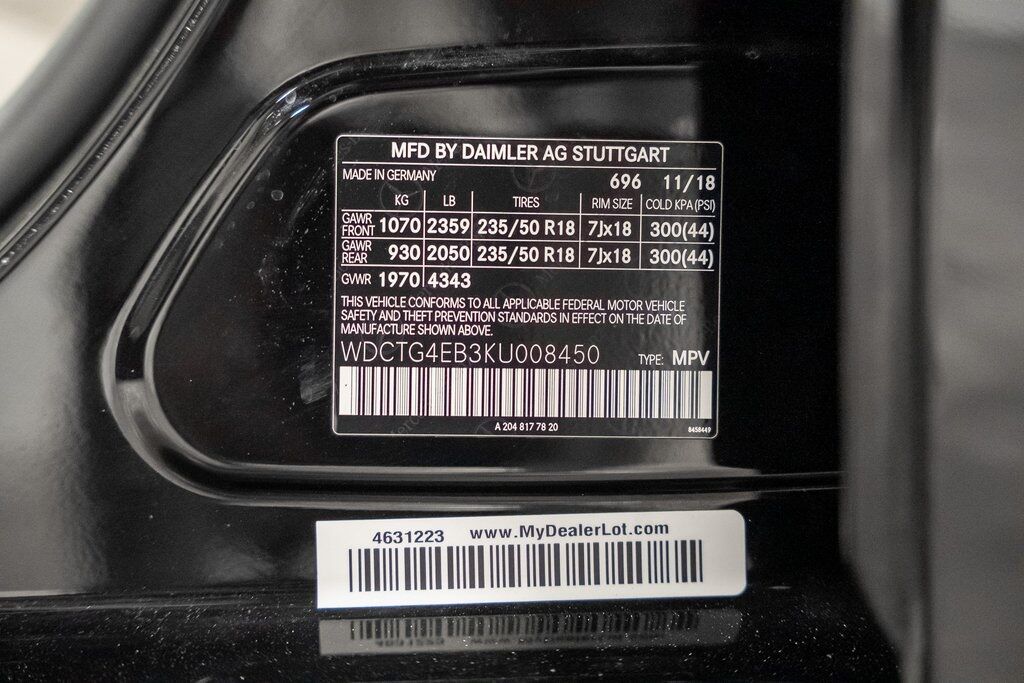 MFD BY DAIMLER AG STUTTGART
MADE IN GERMANY 696 11/18
KG LB TIRES RIM SIZE COLD KPA (PSI)
GAWR FRONT 1070 2359 235/50 R18 7Jx18 300(44)
GAWR REAR 930 2050 235/50 R18 7Jx18 300(44)
GVWR 1970 4343
THIS VEHICLE CONFORMS TO ALL APPLICABLE FEDERAL MOTOR VEHICLE
SAFETY AND THEFT PREVENTION STANDARDS IN EFFECT ON THE DATE OF
MANUFACTURE SHOWN ABOVE.
WDCTG4EB3KU008450 TYPE: MPV
A 204 817 78 20 8458449
4631223 www.MyDealerLot.com